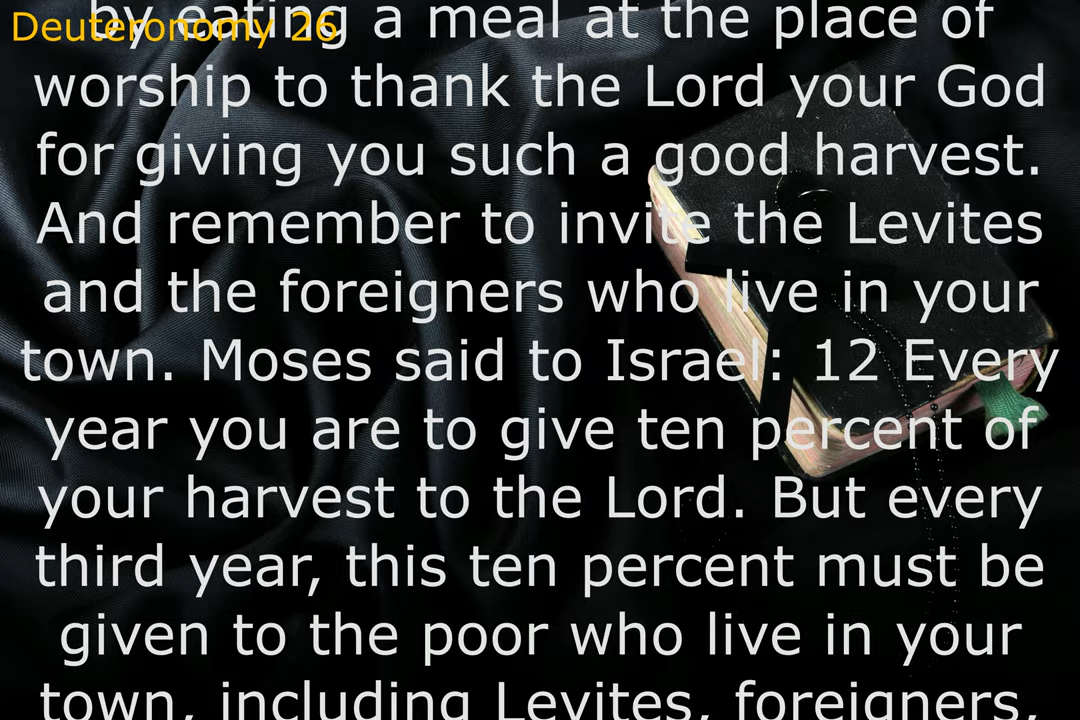 Deuteronomy 26
by eating a meal at the place of
worship to thank the Lord your God
for giving you such a good harvest.
And remember to invite the Levites
and the foreigners who live in your
town. Moses said to Israel: 12 Every
year you are to give ten percent of
your harvest to the Lord. But every
third year, this ten percent must be
given to the poor who live in your
town, including Levites, foreigners,